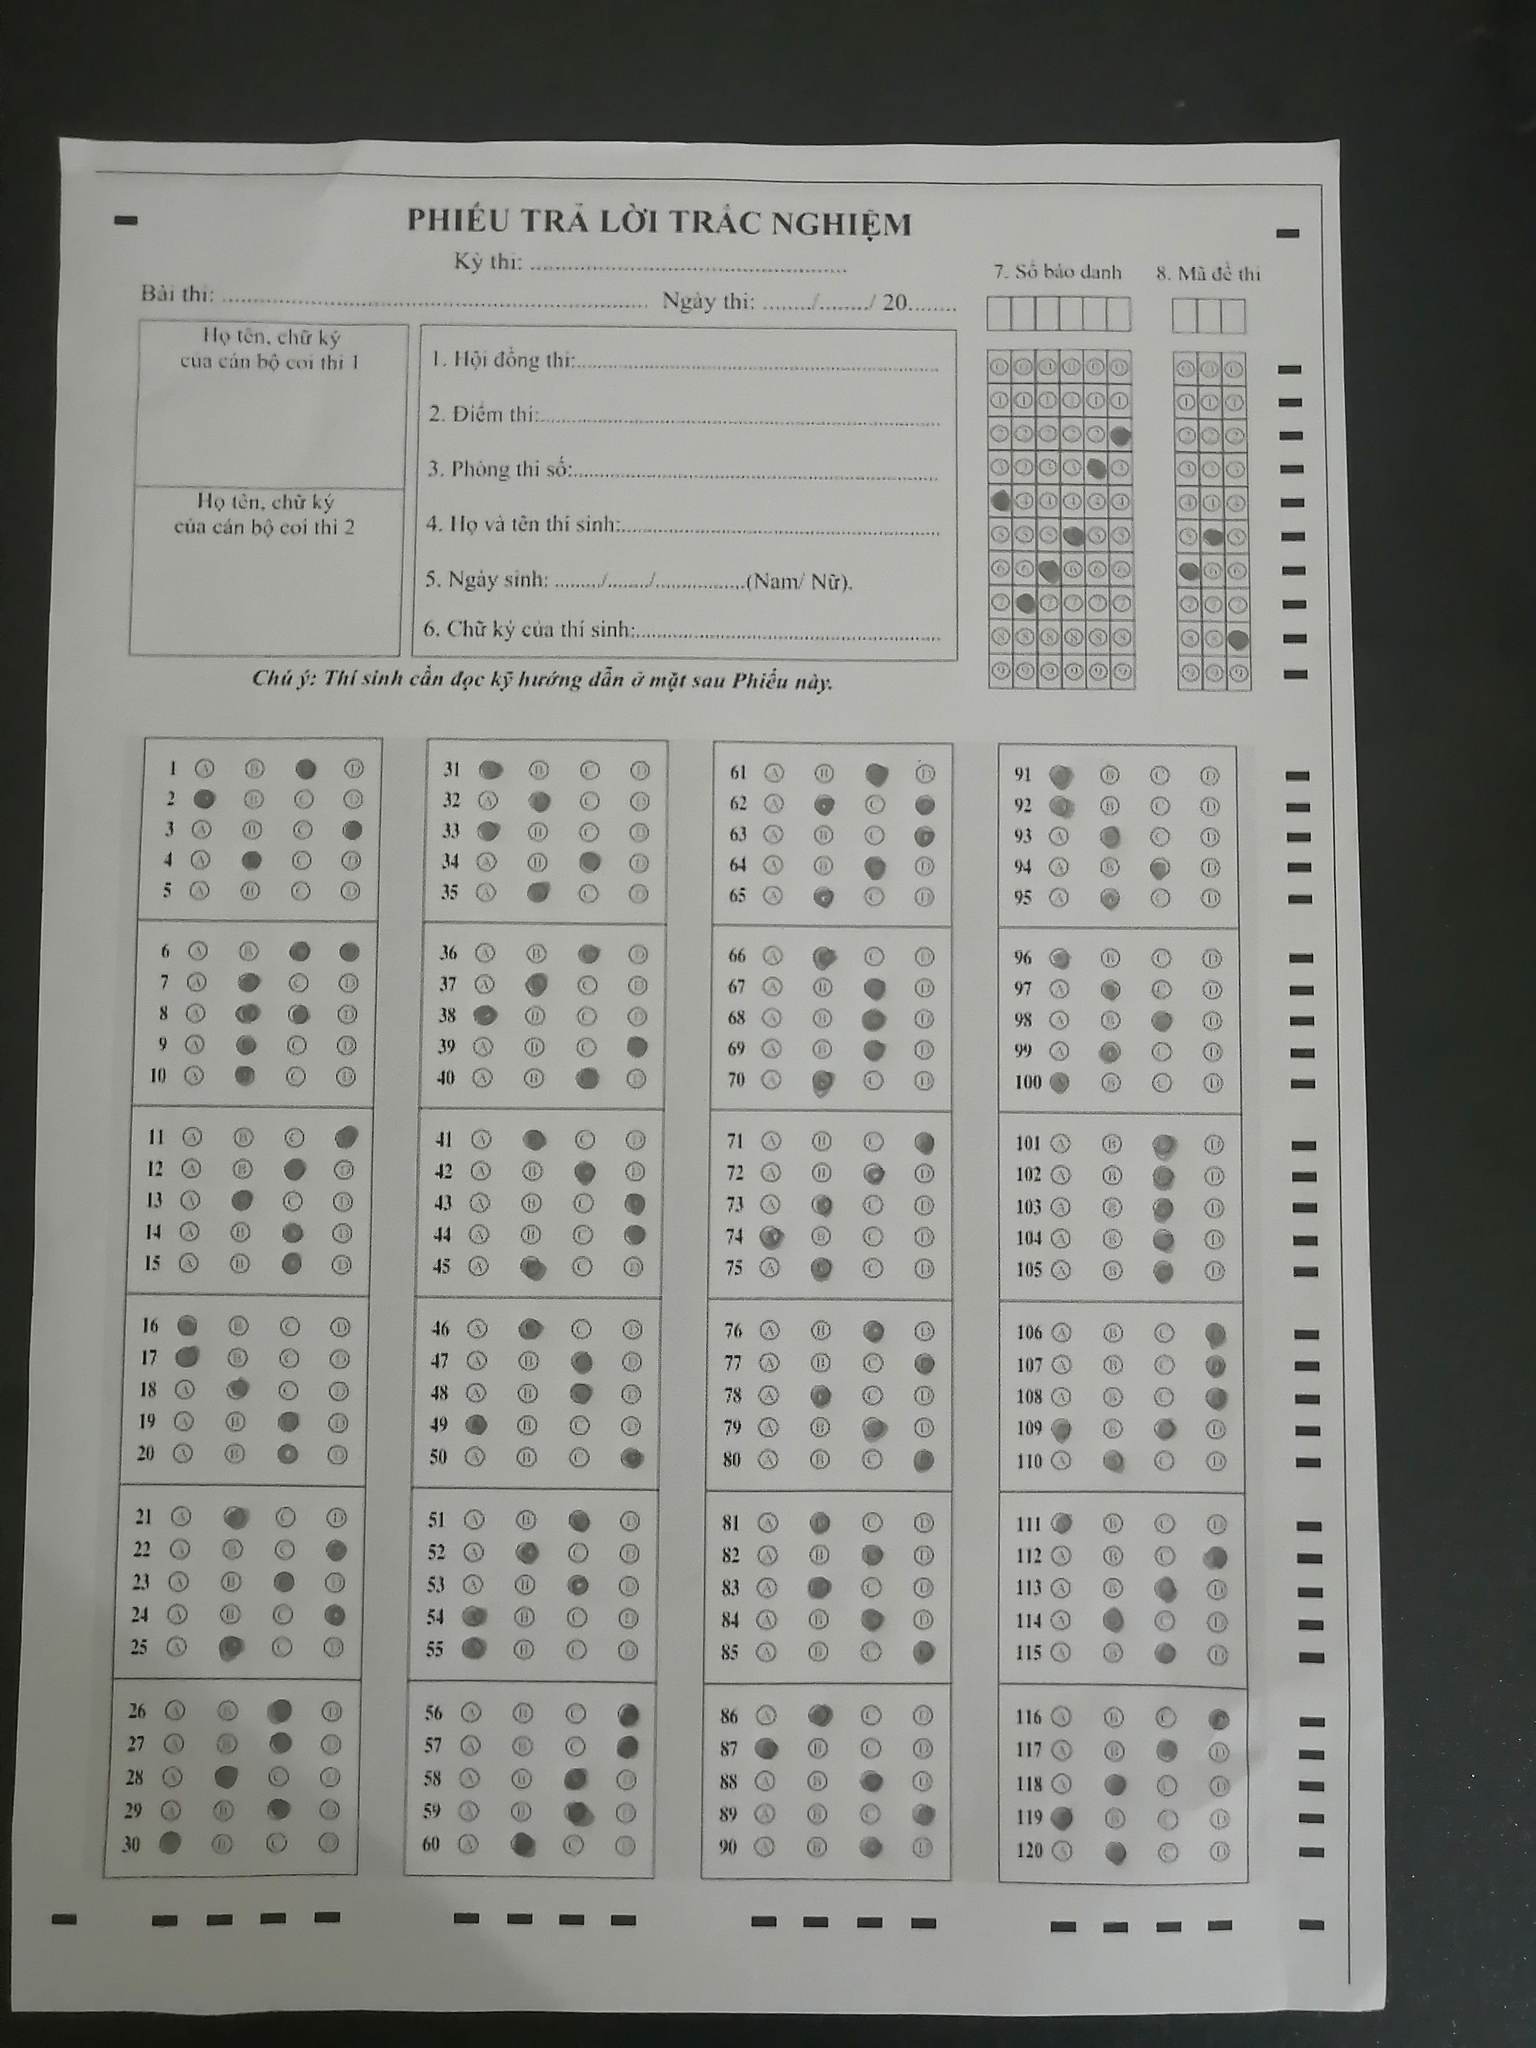 PHIẾU TRẢ LỜI TRẮC NGHIỆM
Kỳ thi: ................................................
Bài thi: ................................................................ Ngày thi: ......../......../ 20........
7. Số báo danh
8. Mã đề thi
Họ tên, chữ ký
của cán bộ coi thi 1
Họ tên, chữ ký
của cán bộ coi thi 2
1. Hội đồng thi:
2. Điểm thi:
3. Phòng thi số:
4. Họ và tên thí sinh:
5. Ngày sinh: ......../......./..................(Nam/ Nữ).
6. Chữ ký của thí sinh:
Chú ý: Thí sinh cần đọc kỹ hướng dẫn ở mặt sau Phiếu này.
1 A B D
2 B C D
3 A B C
4 A C D
5 A B C D
6 A B
7 A C D
8 A D
9 A C D
10 A C D
11 A B C
12 A B D
13 A C D
14 A B D
15 A B D
16 B C D
17 B C D
18 A C D
19 A B D
20 A B D
21 A C D
22 A B C
23 A B D
24 A B C
25 A C D
26 A B D
27 A B D
28 A C D
29 A B D
30 B C D
31 B C D
32 A C D
33 B C D
34 A B D
35 A C D
36 A B D
37 A C D
38 B C D
39 A B C
40 A B D
41 A C D
42 A B D
43 A B C
44 A B C
45 A C D
46 A C D
47 A B D
48 A B D
49 B C D
50 A B C
51 A B D
52 A C D
53 A B D
54 B C D
55 B C D
56 A B C
57 A B C
58 A B D
59 A B D
60 A C D
61 A B D
62 A C
63 A B C
64 A B D
65 A C D
66 A C D
67 A B D
68 A B D
69 A B D
70 A C D
71 A B C
72 A B D
73 A C D
74 B C D
75 A C D
76 A B D
77 A B C
78 A C D
79 A B D
80 A B C
81 A C D
82 A B D
83 A C D
84 A B D
85 A B C
86 A C D
87 B C D
88 A B D
89 A B C
90 A B D
91 B C D
92 B C D
93 A C D
94 A B D
95 A C D
96 B C D
97 A C D
98 A B D
99 A C D
100 B C D
101 A B D
102 A B D
103 A B D
104 A B D
105 A B D
106 A B C
107 A B C
108 A B C
109 B D
110 A C D
111 B C D
112 A B C
113 A B D
114 A C D
115 A B D
116 A B C
117 A B D
118 A C D
119 B C D
120 A C D